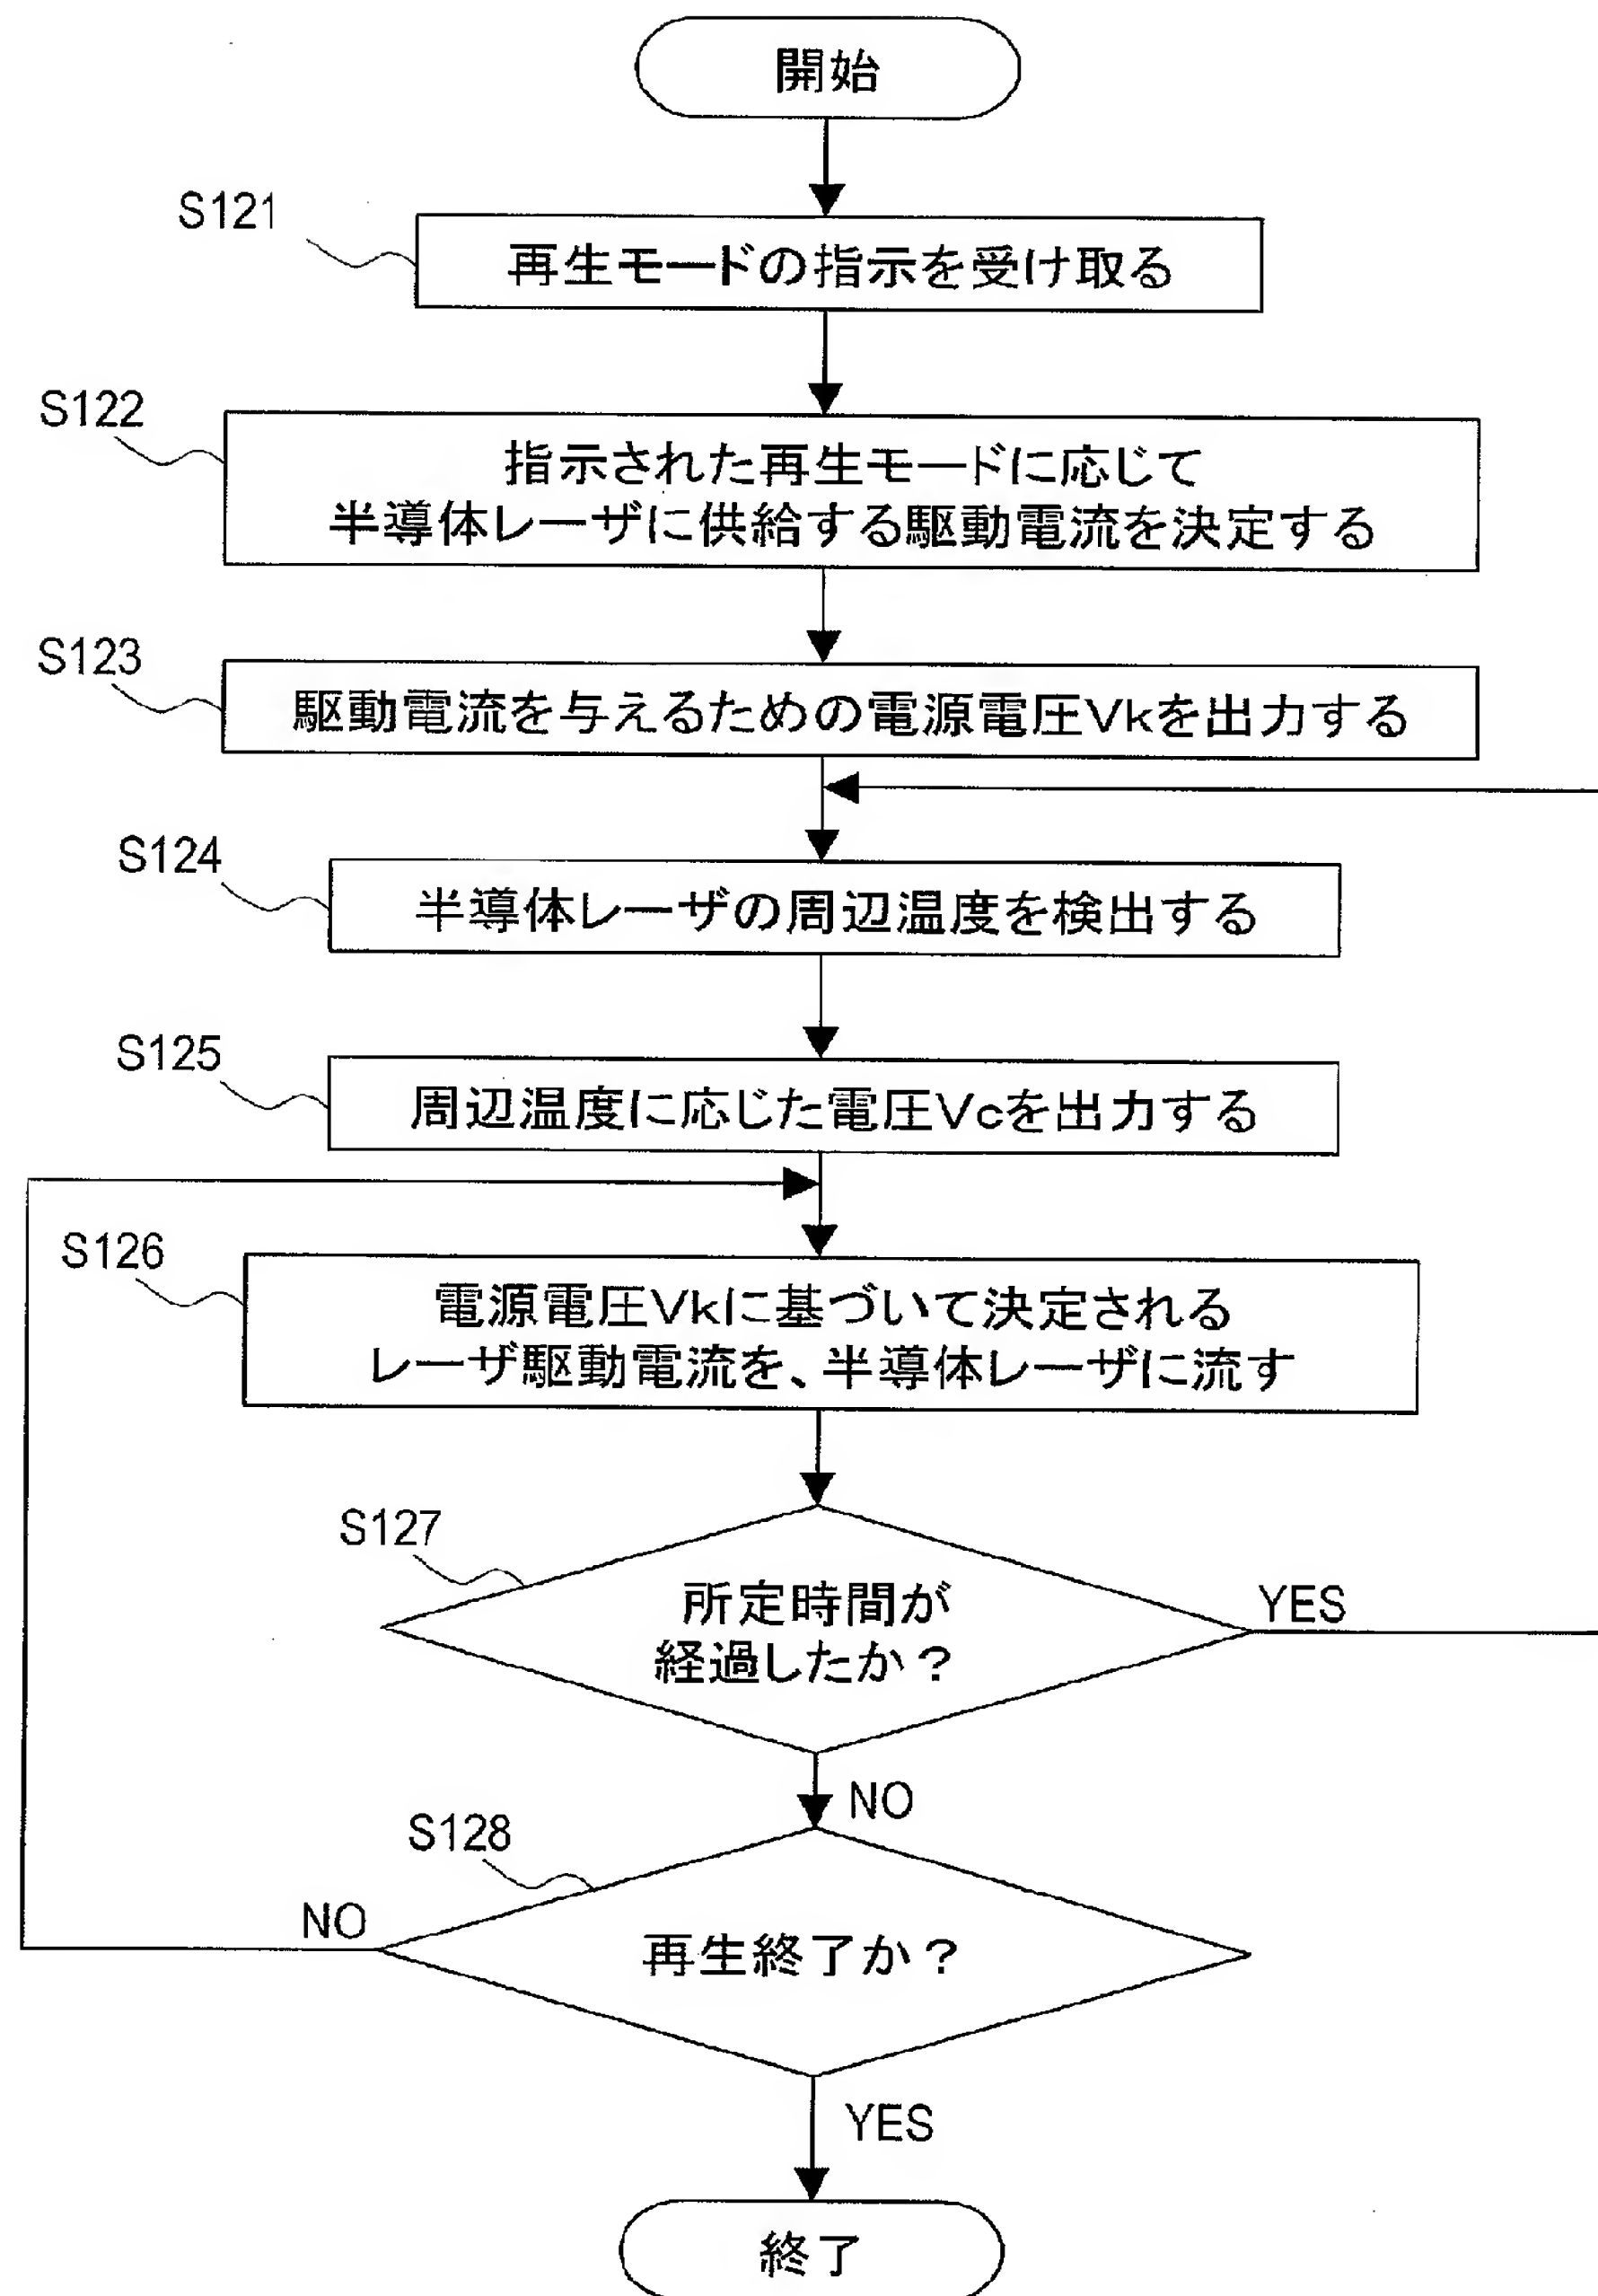 開始
S121
再生モードの指示を受け取る
S122
指示された再生モードに応じて
半導体レーザに供給する駆動電流を決定する
S123
駆動電流を与えるための電源電圧Vkを出力する
S124
半導体レーザの周辺温度を検出する
S125
周辺温度に応じた電圧Vcを出力する
S126
電源電圧Vkに基づいて決定される
レーザ駆動電流を、半導体レーザに流す
S127
所定時間が
経過したか?
YES
NO
S128
再生終了か?
NO
YES
終了